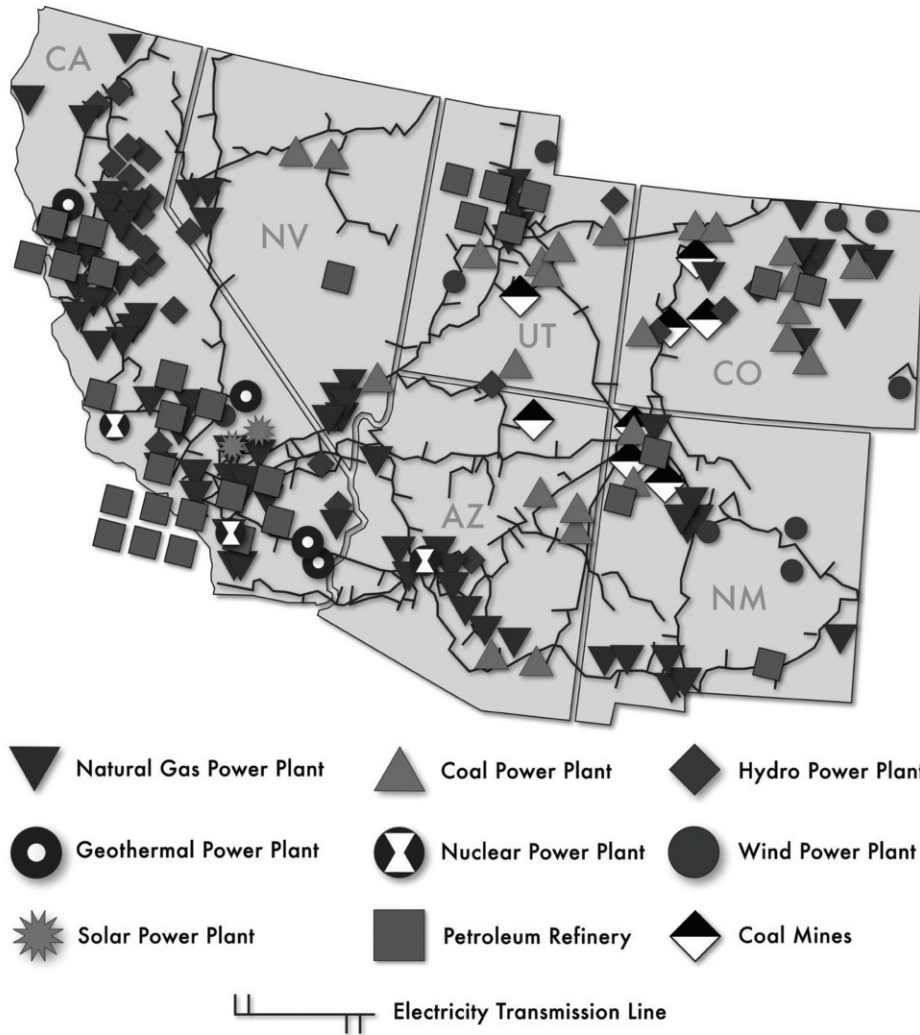 CA
NV
UT
CO
AZ
NM
Natural Gas Power Plant
Coal Power Plant
Hydro Power Plant
Geothermal Power Plant
Nuclear Power Plant
Wind Power Plant
Solar Power Plant
Petroleum Refinery
Coal Mines
Electricity Transmission Line